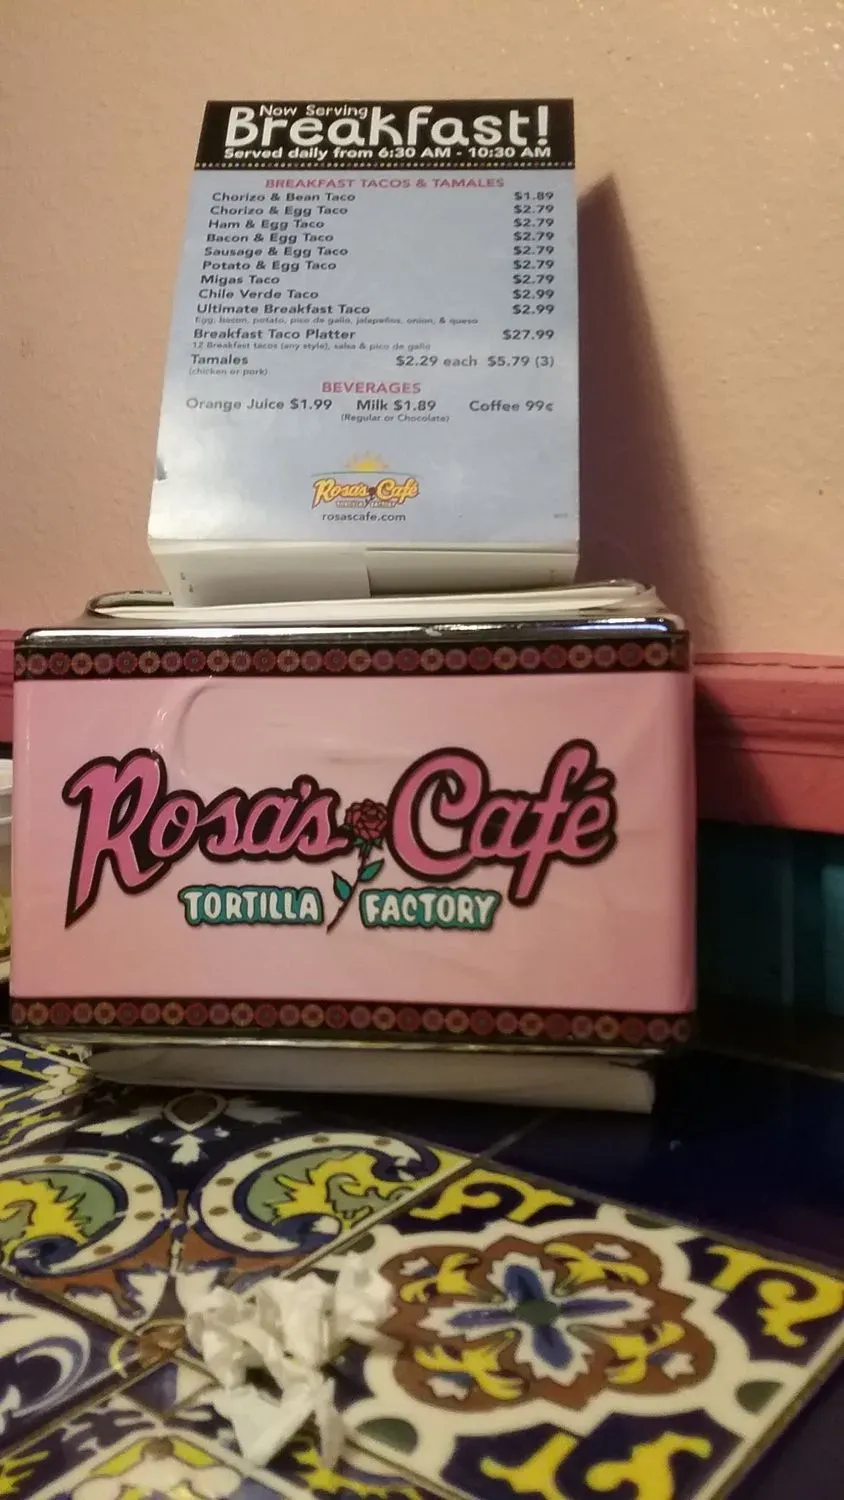 Now Serving
Breakfast!
Served daily from 6:30 AM - 10:30 AM
BREAKFAST TACOS & TAMALES
Chorizo & Bean Taco $1.89
Chorizo & Egg Taco $2.79
Ham & Egg Taco $2.79
Bacon & Egg Taco $2.79
Sausage & Egg Taco $2.79
Potato & Egg Taco $2.79
Migas Taco $2.79
Chile Verde Taco $2.99
Ultimate Breakfast Taco $2.99
Egg, bacon, potato, pico de gallo, jalapeños, onion, & queso
Breakfast Taco Platter $27.99
12 Breakfast tacos (any style), salsa & pico de gallo
Tamales $2.29 each $5.79 (3)
(chicken or pork)
BEVERAGES
Orange Juice $1.99 Milk $1.89 Coffee 99¢
(Regular or Chocolate)
Rosa's Café
TORTILLA FACTORY
rosascafe.com
Rosa's Café
TORTILLA FACTORY